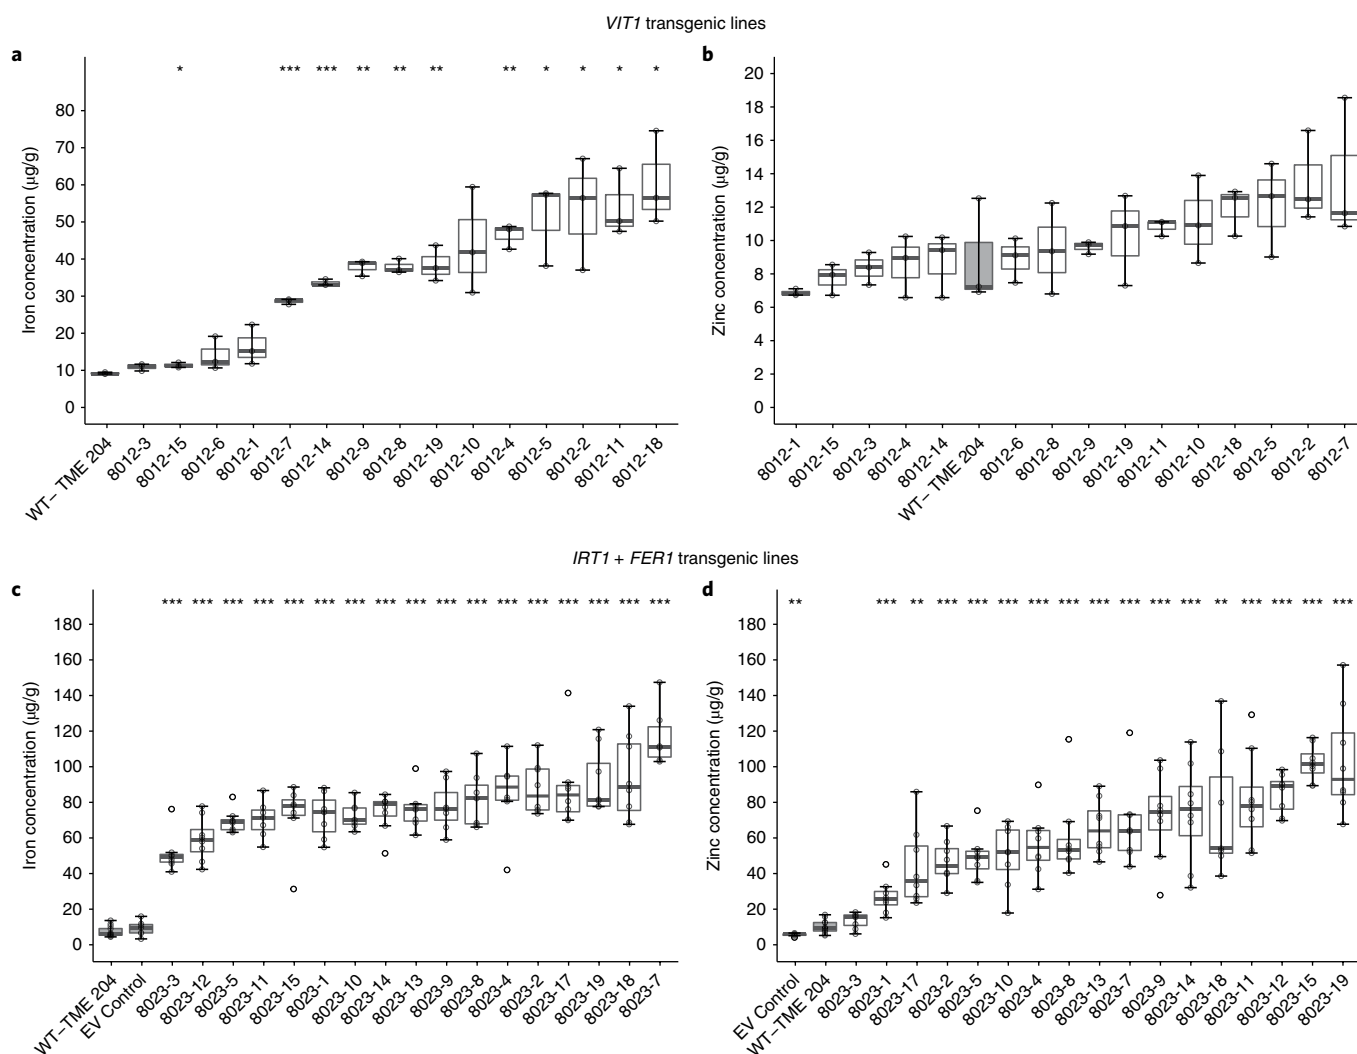 VIT1 transgenic lines
a
* *** *** ** ** ** ** * * * *
Iron concentration (µg/g)
80
70
60
50
40
30
20
10
0
WT– TME 204 8012-3 8012-15 8012-6 8012-1 8012-7 8012-14 8012-9 8012-8 8012-19 8012-10 8012-4 8012-5 8012-2 8012-11 8012-18
b
Zinc concentration (µg/g)
20
18
16
14
12
10
8
6
4
2
0
8012-1 8012-15 8012-3 8012-4 8012-14 WT– TME 204 8012-6 8012-8 8012-9 8012-19 8012-11 8012-10 8012-18 8012-5 8012-2 8012-7
IRT1 + FER1 transgenic lines
c
*** *** *** *** *** *** *** *** *** *** *** *** *** *** *** *** ***
Iron concentration (µg/g)
180
160
140
120
100
80
60
40
20
0
WT–TME 204 EV Control 8023-3 8023-12 8023-5 8023-11 8023-15 8023-1 8023-10 8023-14 8023-13 8023-9 8023-8 8023-4 8023-2 8023-17 8023-19 8023-18 8023-7
d
** *** ** *** *** *** *** *** *** *** *** *** ** *** *** *** ***
Zinc concentration (µg/g)
180
160
140
120
100
80
60
40
20
0
EV Control WT–TME 204 8023-3 8023-1 8023-17 8023-2 8023-5 8023-10 8023-4 8023-8 8023-13 8023-7 8023-9 8023-14 8023-18 8023-11 8023-12 8023-15 8023-19